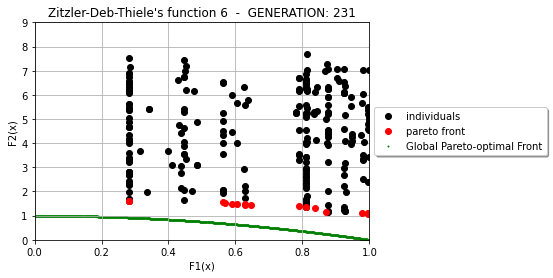 Zitzler-Deb-Thiele's function 6 - GENERATION: 231
9
8
7
6
5
4
3
2
1
0
F2(x)
0.0 0.2 0.4 0.6 0.8 1.0
F1(x)
individuals
pareto front
Global Pareto-optimal Front